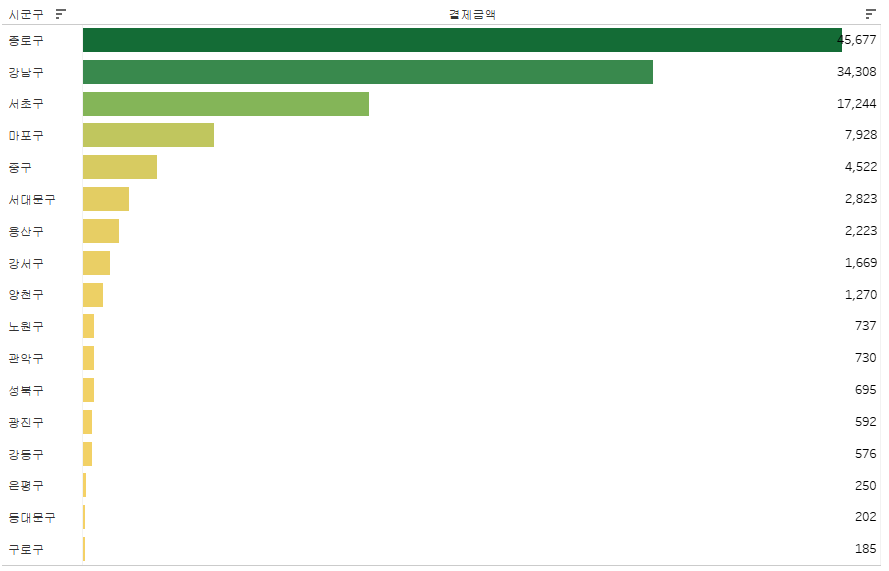 시군구 결제금액
종로구 45,677
강남구 34,308
서초구 17,244
마포구 7,928
중구 4,522
서대문구 2,823
용산구 2,223
강서구 1,669
양천구 1,270
노원구 737
관악구 730
성북구 695
광진구 592
강동구 576
은평구 250
동대문구 202
구로구 185